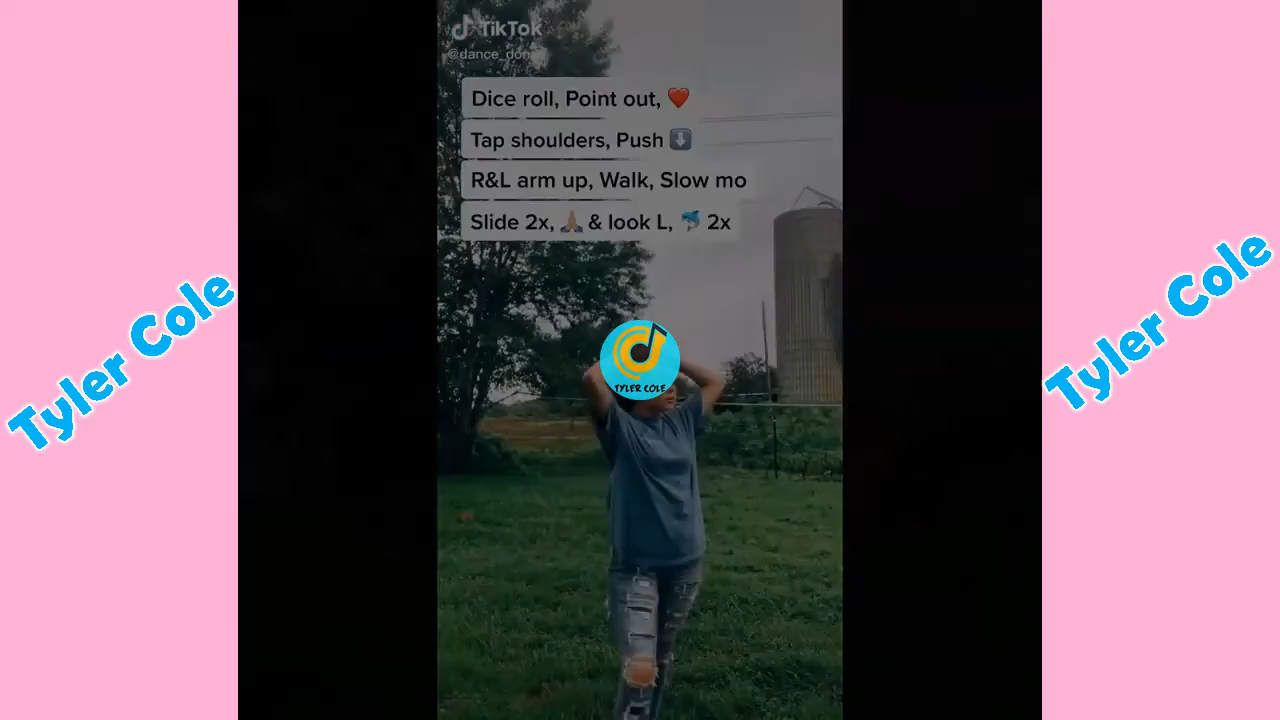 TikTok
Dice roll, Point out, ❤️
Tap shoulders, Push ⬇️
R&L arm up, Walk, Slow mo
Slide 2x, 🙏 & look L, 🐬 2x
Tyler Cole
TYLER COLE
Tyler Cole